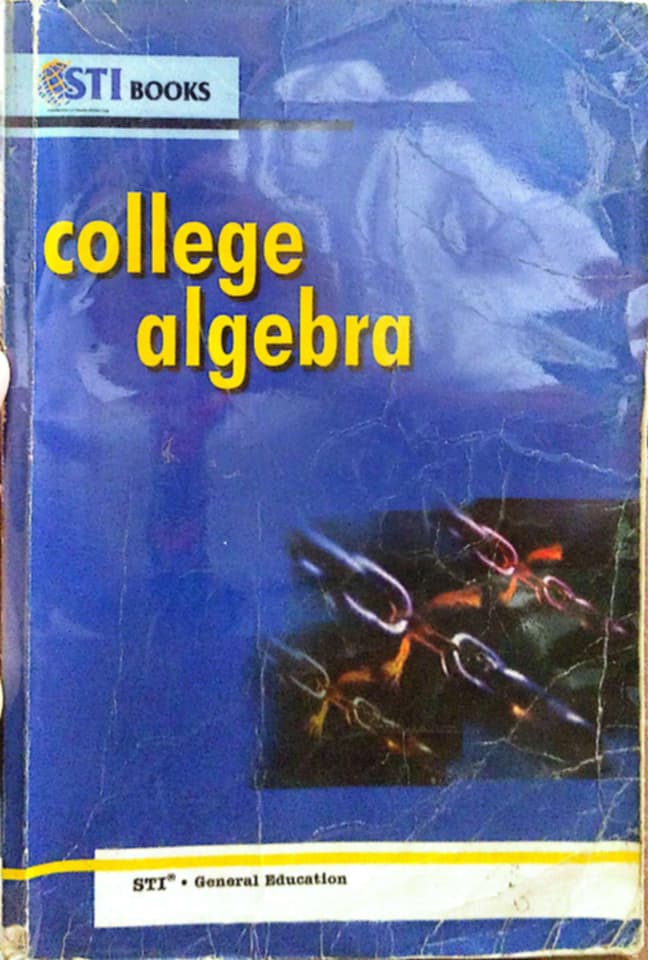 STI BOOKS
college
algebra
STI® • General Education